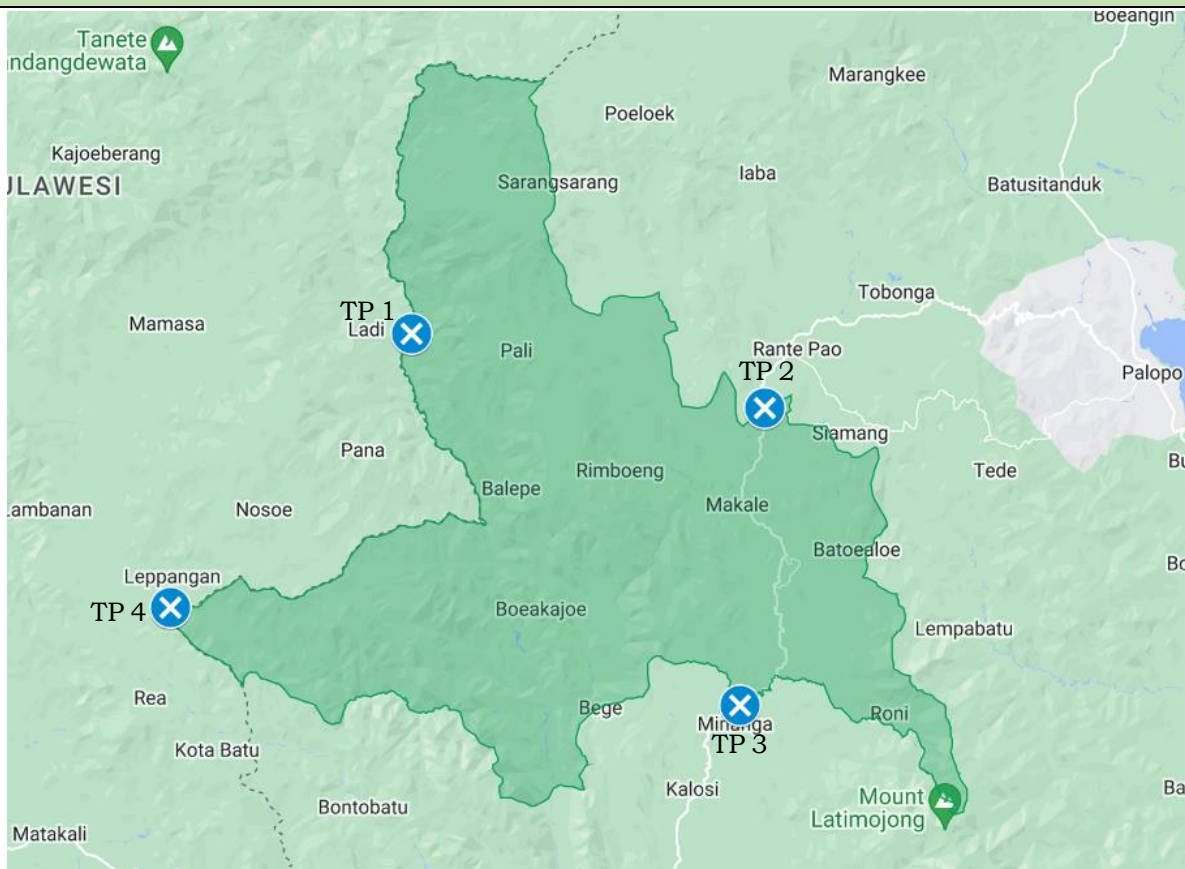 Boeangin
Tanete
andangdewata
Marangkee
Poeloek
Kajoeberang
ULAWESI
Sarangsarang
Iaba
Batusitanduk
Tobonga
TP 1
Mamasa
Ladi
Pali
Rante Pao
TP 2
Palopo
Siamang
Pana
Rimboeng
Tede
Bu
Balepe
Makale
Lambanan
Nosoe
Batoealoe
Bo
Leppangan
TP 4
Boeakajoe
Lempabatu
Rea
Bege
Roni
Minanga
TP 3
Kota Batu
Kalosi
Mount
Latimojong
Ba
Bontobatu
Matakali